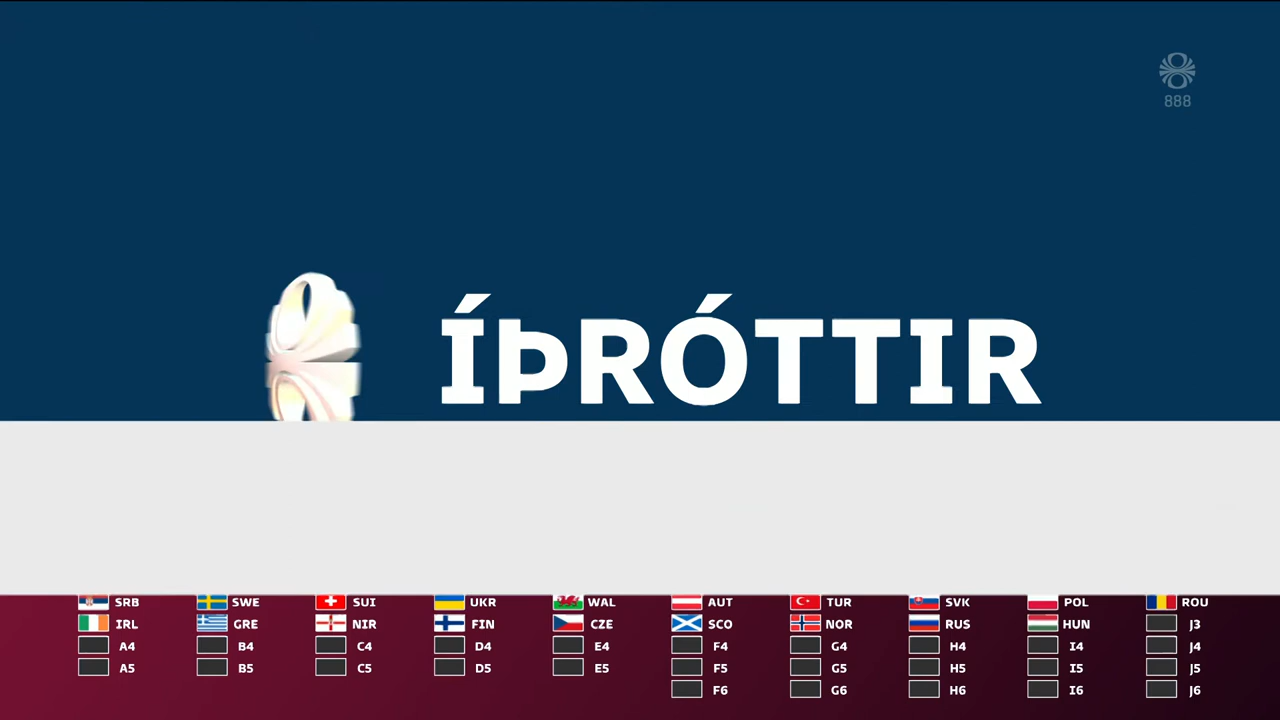 888
ÍÞRÓTTIR
SRB SWE SUI UKR WAL AUT TUR SVK POL ROU
IRL GRE NIR FIN CZE SCO NOR RUS HUN J3
A4 B4 C4 D4 E4 F4 G4 H4 I4 J4
A5 B5 C5 D5 E5 F5 G5 H5 I5 J5
F6 G6 H6 I6 J6